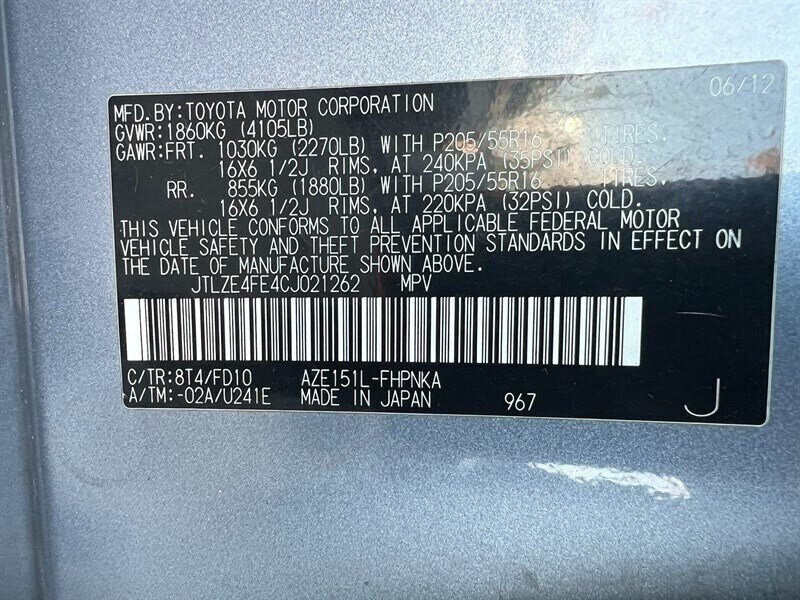 06/12
MFD.BY:TOYOTA MOTOR CORPORATION
GVWR:1860KG (4105LB)
GAWR:FRT. 1030KG (2270LB) WITH P205/55R16 TIRES.
16X6 1/2J RIMS, AT 240KPA (35PSI) COLD.
RR. 855KG (1880LB) WITH P205/55R16 TIRES.
16X6 1/2J RIMS, AT 220KPA (32PSI) COLD.
THIS VEHICLE CONFORMS TO ALL APPLICABLE FEDERAL MOTOR
VEHICLE SAFETY AND THEFT PREVENTION STANDARDS IN EFFECT ON
THE DATE OF MANUFACTURE SHOWN ABOVE.
JTLZE4FE4CJ021262 MPV
C/TR:8T4/FD10 AZE151L-FHPNKA
A/TM:-02A/U241E MADE IN JAPAN 967 J